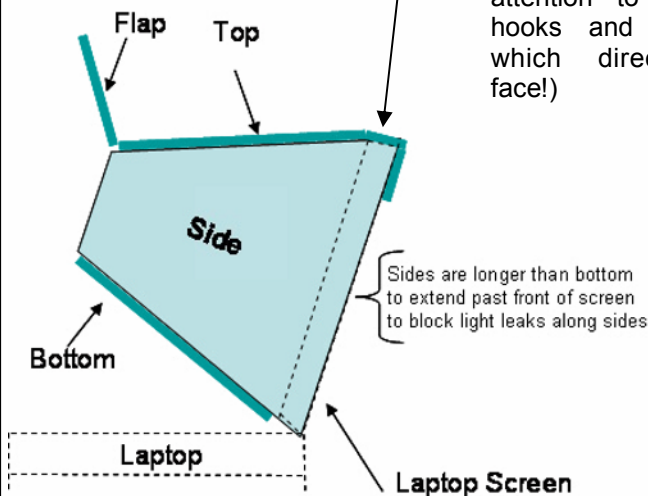 attention to
hooks and
which direc
face!)
Flap
Top
Side
Sides are longer than bottom
to extend past front of screen
to block light leaks along sides
Bottom
Laptop
Laptop Screen